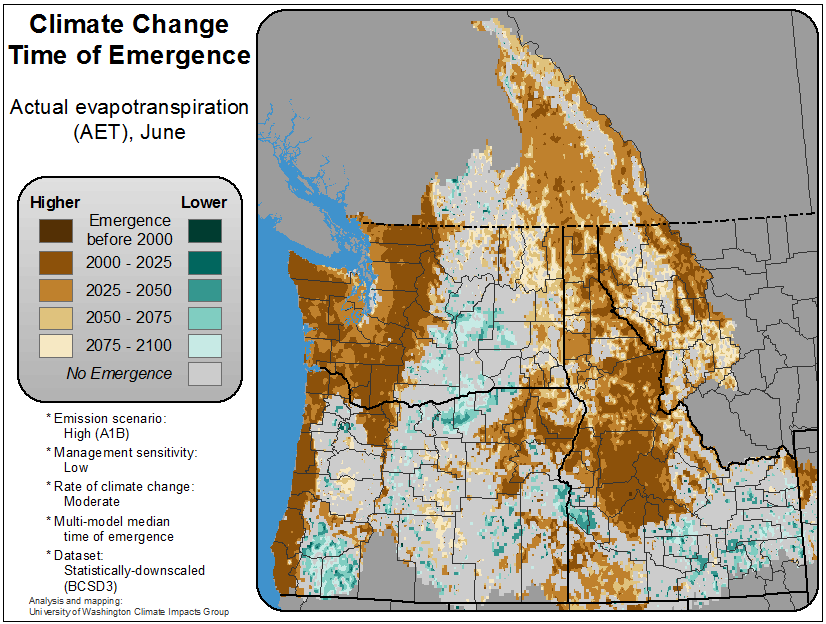 Climate Change
Time of Emergence
Actual evapotranspiration
(AET), June
Higher Lower
Emergence
before 2000
2000 - 2025
2025 - 2050
2050 - 2075
2075 - 2100
No Emergence
* Emission scenario:
High (A1B)
* Management sensitivity:
Low
* Rate of climate change:
Moderate
* Multi-model median
time of emergence
* Dataset:
Statistically-downscaled
(BCSD3)
Analysis and mapping:
University of Washington Climate Impacts Group